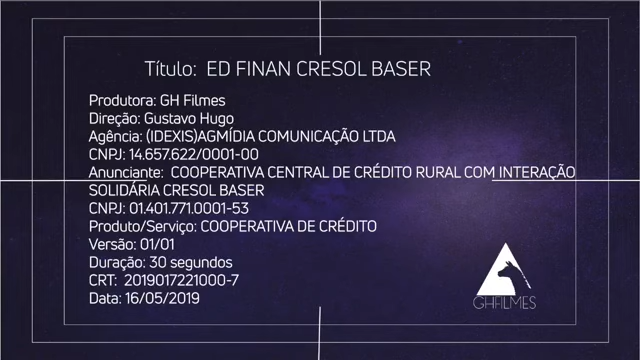 Título: ED FINAN CRESOL BASER
Produtora: GH Filmes
Direção: Gustavo Hugo
Agência: (IDEXIS)AGMÍDIA COMUNICAÇÃO LTDA
CNPJ: 14.657.622/0001-00
Anunciante: COOPERATIVA CENTRAL DE CRÉDITO RURAL COM INTERAÇÃO
SOLIDÁRIA CRESOL BASER
CNPJ: 01.401.771.0001-53
Produto/Serviço: COOPERATIVA DE CRÉDITO
Versão: 01/01
Duração: 30 segundos
CRT: 2019017221000-7
Data: 16/05/2019
GHFILMES